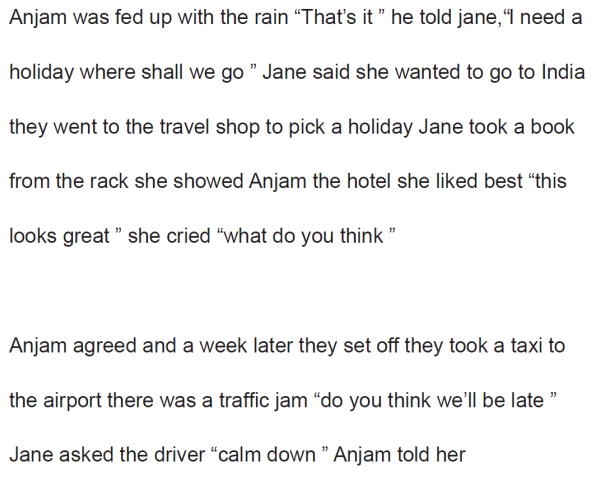 Anjam was fed up with the rain “That’s it ” he told jane,“I need a
holiday where shall we go ” Jane said she wanted to go to India
they went to the travel shop to pick a holiday Jane took a book
from the rack she showed Anjam the hotel she liked best “this
looks great ” she cried “what do you think ”
Anjam agreed and a week later they set off they took a taxi to
the airport there was a traffic jam “do you think we’ll be late ”
Jane asked the driver “calm down ” Anjam told her